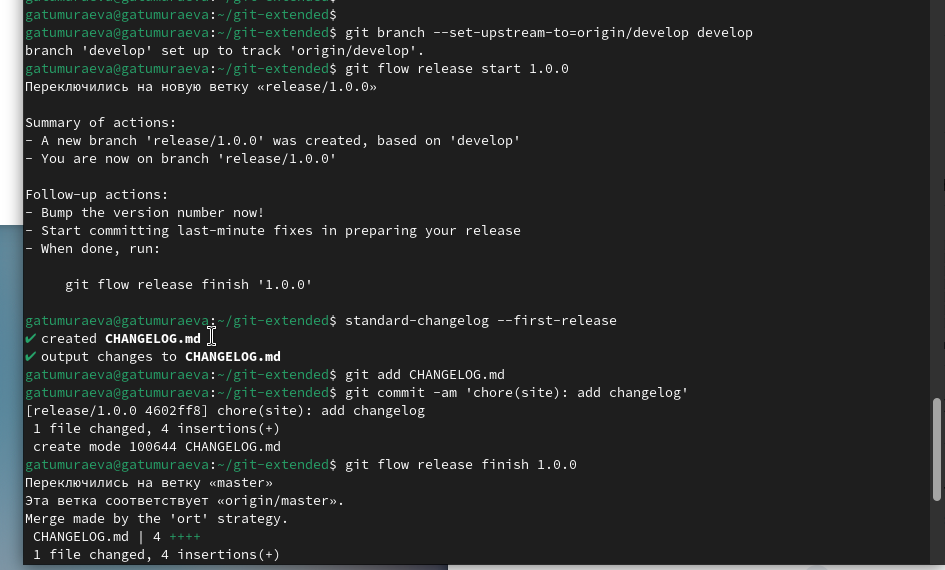 gatumuraeva@gatumuraeva:~/git-extended$
gatumuraeva@gatumuraeva:~/git-extended$
gatumuraeva@gatumuraeva:~/git-extended$ git branch --set-upstream-to=origin/develop develop
branch 'develop' set up to track 'origin/develop'.
gatumuraeva@gatumuraeva:~/git-extended$ git flow release start 1.0.0
Переключились на новую ветку «release/1.0.0»
Summary of actions:
- A new branch 'release/1.0.0' was created, based on 'develop'
- You are now on branch 'release/1.0.0'
Follow-up actions:
- Bump the version number now!
- Start committing last-minute fixes in preparing your release
- When done, run:
git flow release finish '1.0.0'
gatumuraeva@gatumuraeva:~/git-extended$ standard-changelog --first-release
✔ created CHANGELOG.md
✔ output changes to CHANGELOG.md
gatumuraeva@gatumuraeva:~/git-extended$ git add CHANGELOG.md
gatumuraeva@gatumuraeva:~/git-extended$ git commit -am 'chore(site): add changelog'
[release/1.0.0 4602ff8] chore(site): add changelog
1 file changed, 4 insertions(+)
create mode 100644 CHANGELOG.md
gatumuraeva@gatumuraeva:~/git-extended$ git flow release finish 1.0.0
Переключились на ветку «master»
Эта ветка соответствует «origin/master».
Merge made by the 'ort' strategy.
CHANGELOG.md | 4 ++++
1 file changed, 4 insertions(+)